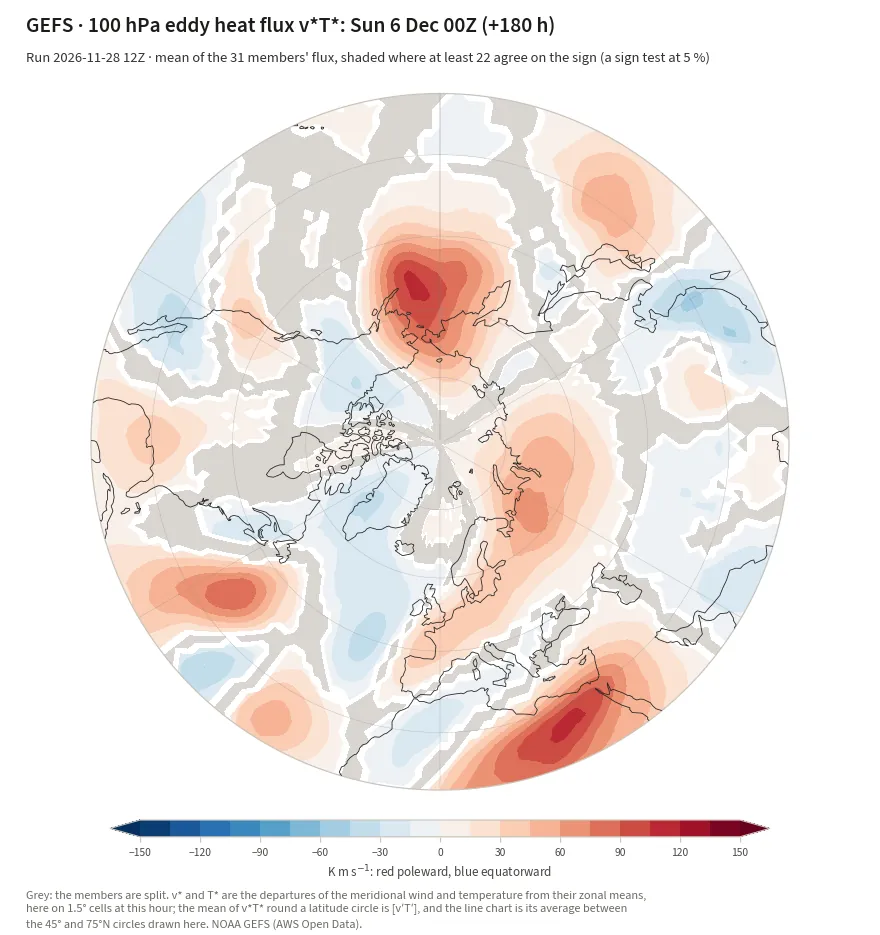 GEFS · 100 hPa eddy heat flux v*T*: Sun 6 Dec 00Z (+180 h)
Run 2026-11-28 12Z · mean of the 31 members' flux, shaded where at least 22 agree on the sign (a sign test at 5 %)
−150 −120 −90 −60 −30 0 30 60 90 120 150
K m s⁻¹: red poleward, blue equatorward
Grey: the members are split. v* and T* are the departures of the meridional wind and temperature from their zonal means,
here on 1.5° cells at this hour; the mean of v*T* round a latitude circle is [v'T'], and the line chart is its average between
the 45° and 75°N circles drawn here. NOAA GEFS (AWS Open Data).